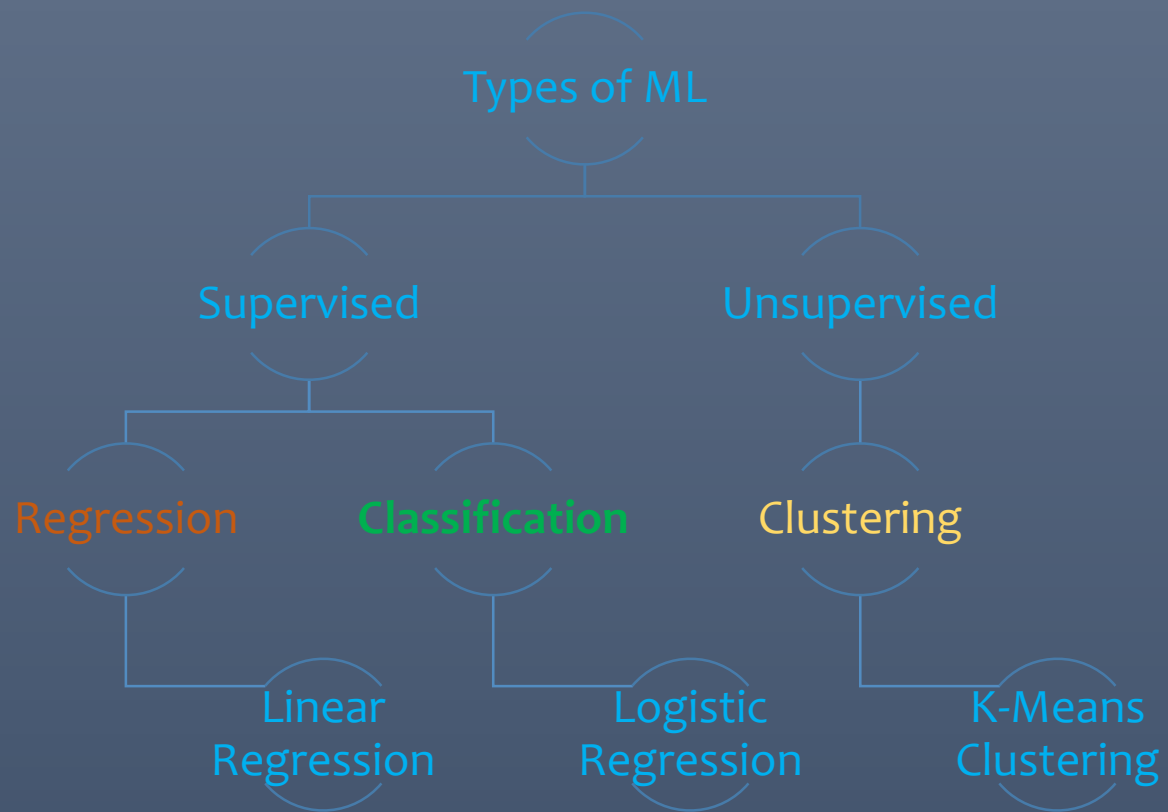 Types of ML
Supervised
Unsupervised
Regression
Classification
Clustering
Linear
Regression
Logistic
Regression
K-Means
Clustering